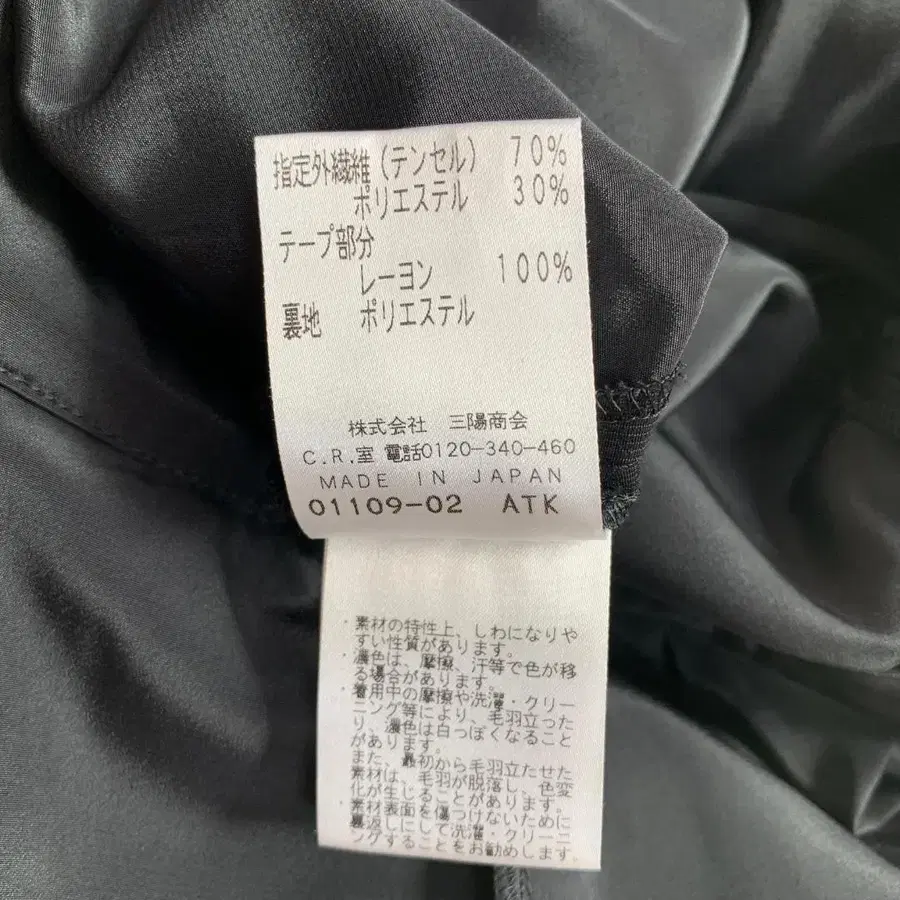 指定外繊維（テンセル） 70%
ポリエステル 30%
テープ部分
レーヨン 100%
裏地 ポリエステル
株式会社 三陽商会
C.R.室 電話0120-340-460
MADE IN JAPAN
01109-02 ATK
・素材の特性上、しわになりや
すい性質があります。
・濃色は、摩擦、汗等で色が移
る場合があります。
・着用中の摩擦や洗濯・クリー
ニング等により、毛羽立った
り、濃色は白っぽくなること
があります。
また、最初から毛羽立たせた
素材は、毛羽が脱落し、色変
化が生じることがあります。
・素材表面を傷つけないために
裏返しにして洗濯・クリーニ
ングすることをお勧めします。